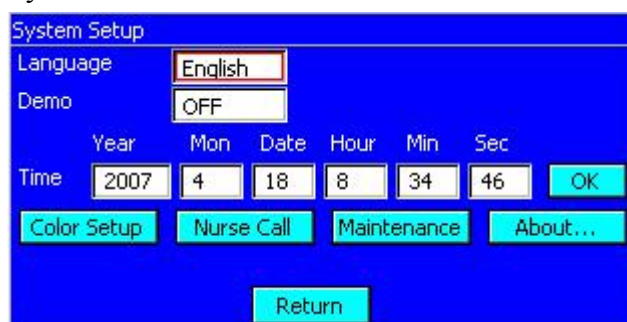 System Setup
Language English
Demo OFF
Year Mon Date Hour Min Sec
Time 2007 4 18 8 34 46 OK
Color Setup Nurse Call Maintenance About...
Return